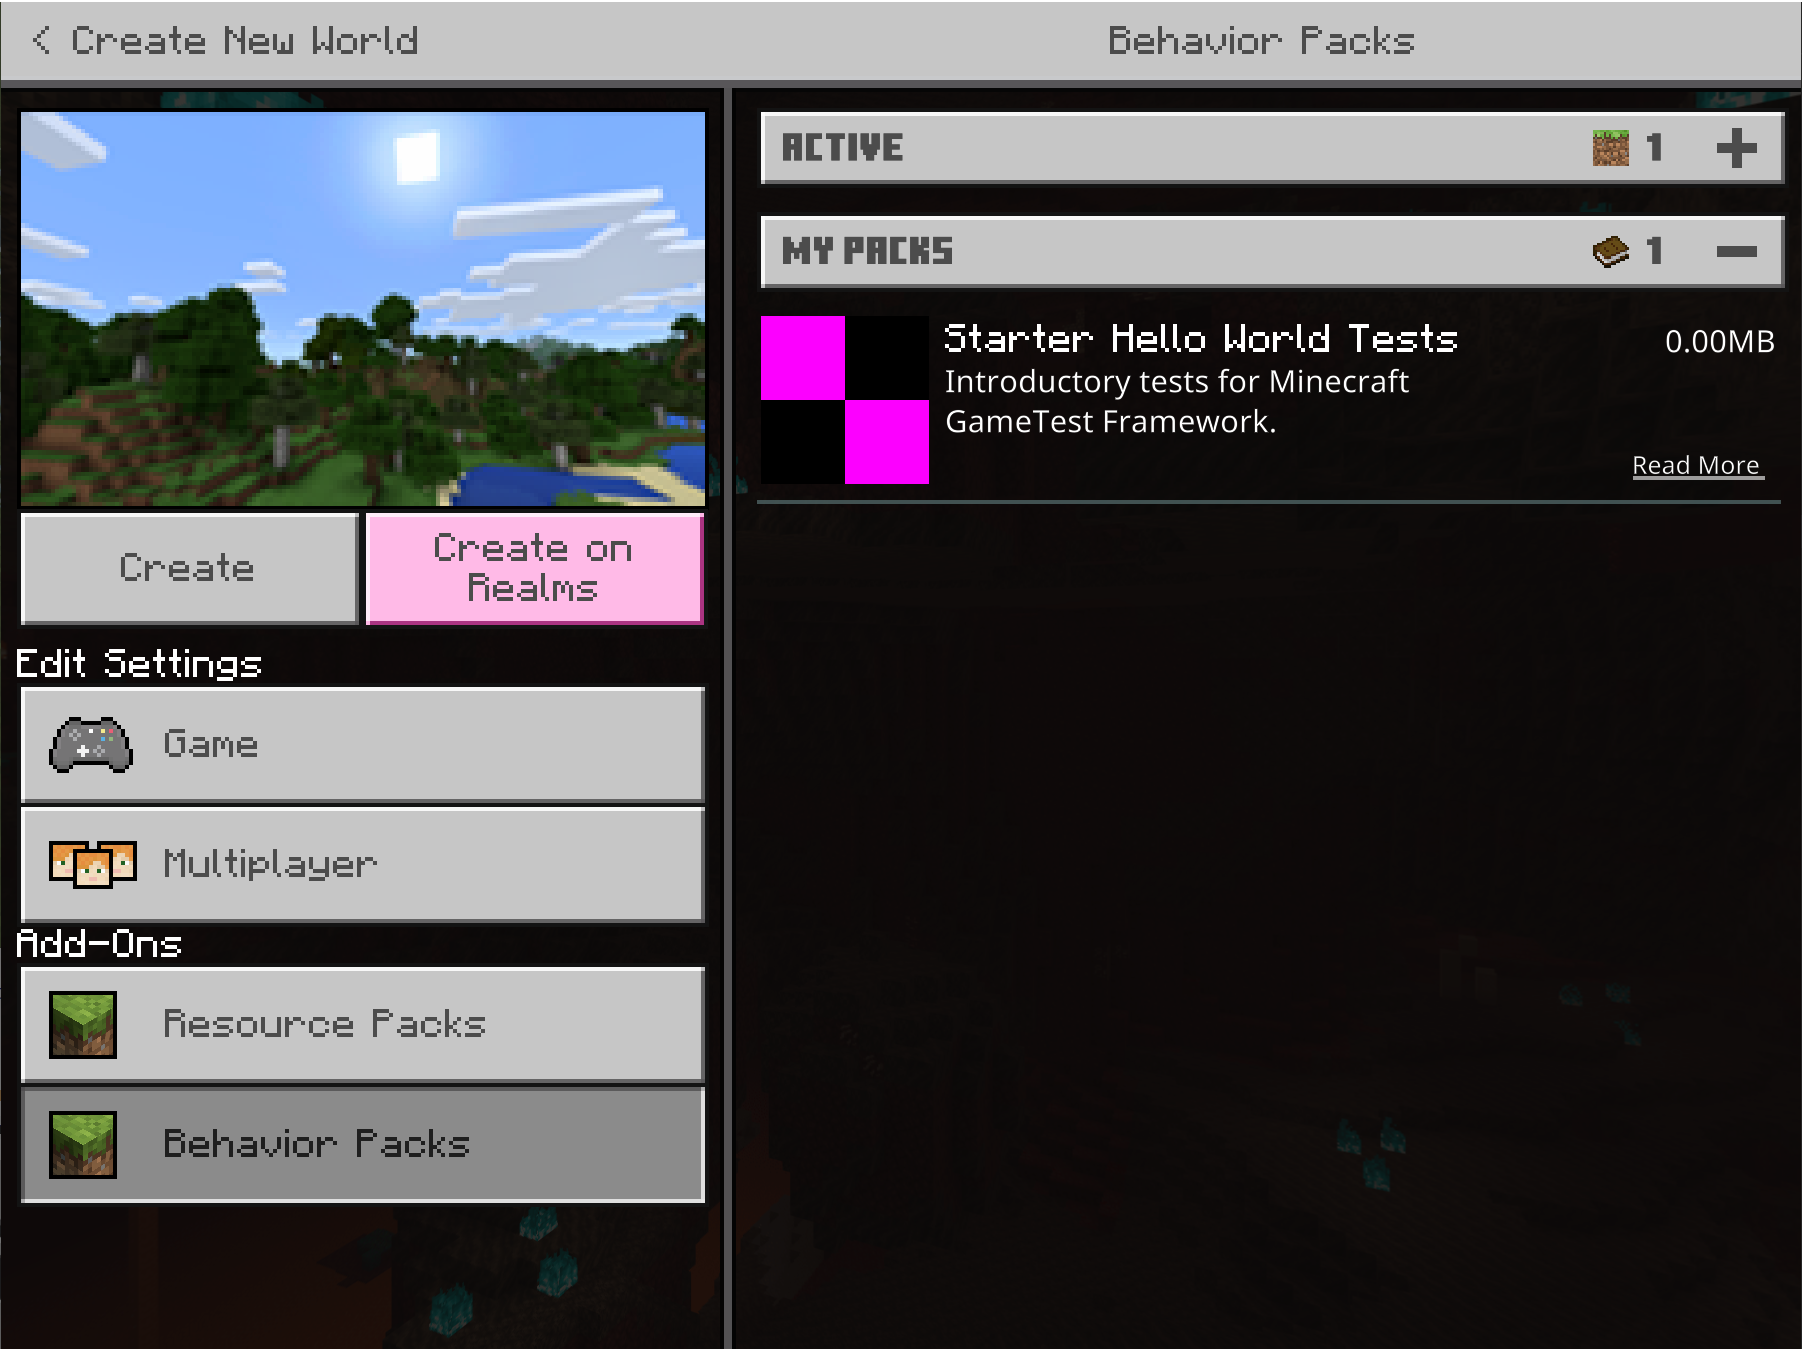 Create New World
Behavior Packs
ACTIVE 1
MY PACKS 1
Starter Hello World Tests 0.00MB
Introductory tests for Minecraft
GameTest Framework.
Read More
Create
Create on
Realms
Edit Settings
Game
Multiplayer
Add-Ons
Resource Packs
Behavior Packs